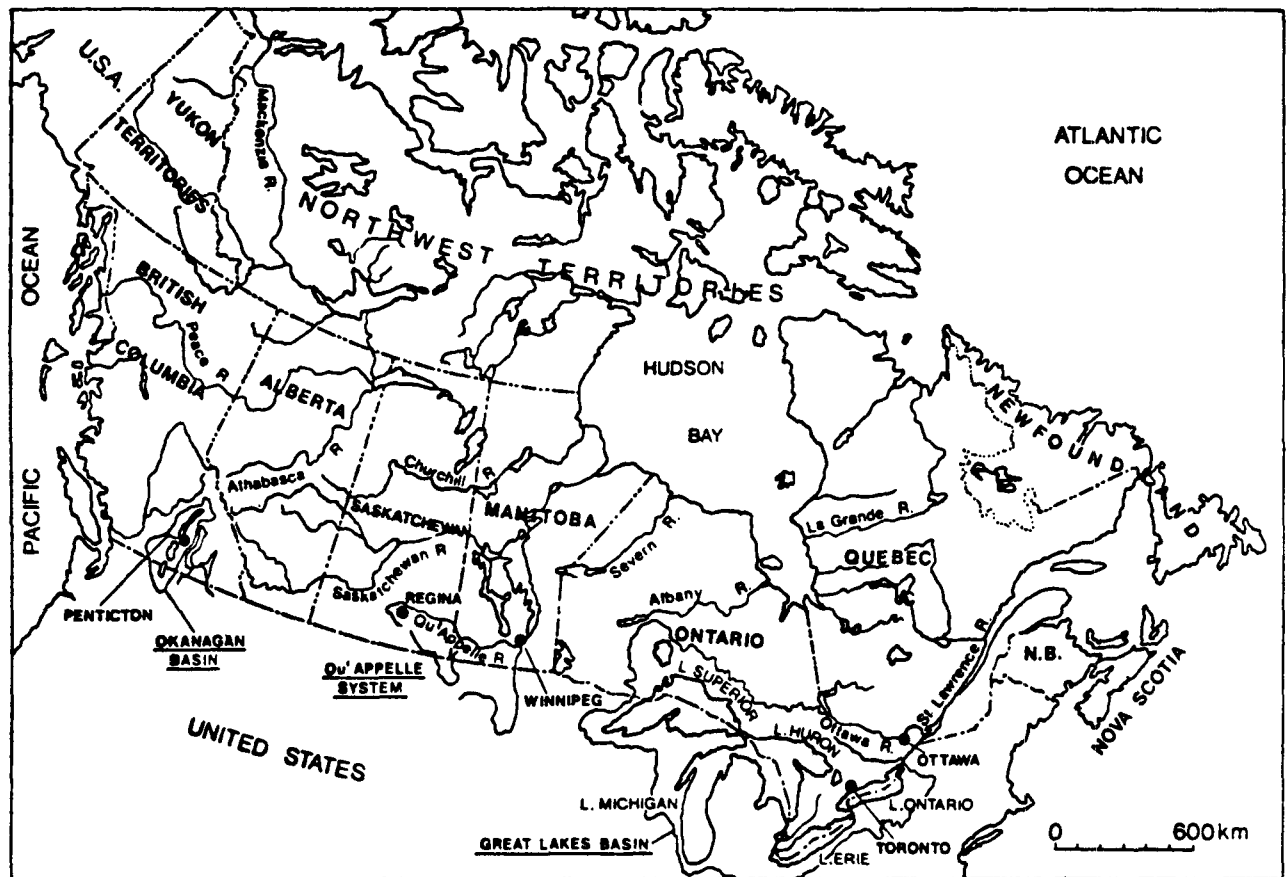 U.S.A.
YUKON
TERRITORIES
Mackenzie R.
NORTHWEST TERRITORIES
ATLANTIC
OCEAN
PACIFIC OCEAN
BRITISH
COLUMBIA
Peace R.
ALBERTA
HUDSON
BAY
NEWFOUNDLAND
Athabasca R
Churchill R
SASKATCHEWAN
MANITOBA
Severn R.
La Grande R.
QUEBEC
Saskatchewan R
REGINA
Qu'Appelle R
Albany R
ONTARIO
PENTICTON
OKANAGAN
BASIN
Qu'APPELLE
SYSTEM
WINNIPEG
L. SUPERIOR
St Lawrence R.
N.B.
NOVA SCOTIA
UNITED STATES
L. HURON
Ottawa R.
OTTAWA
L. MICHIGAN
L. ONTARIO
GREAT LAKES BASIN
L. ERIE
TORONTO
0 600 km